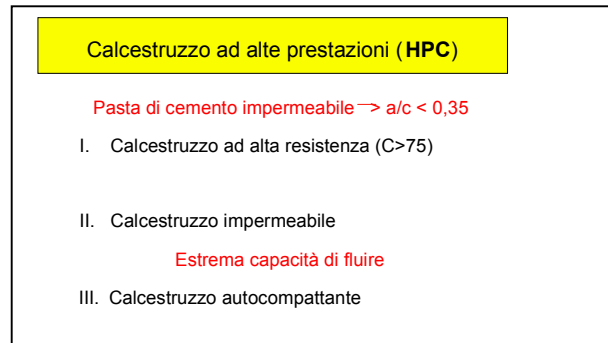 Calcestruzzo ad alte prestazioni (HPC)
Pasta di cemento impermeabile → a/c < 0,35
I. Calcestruzzo ad alta resistenza (C>75)
II. Calcestruzzo impermeabile
Estrema capacità di fluire
III. Calcestruzzo autocompattante